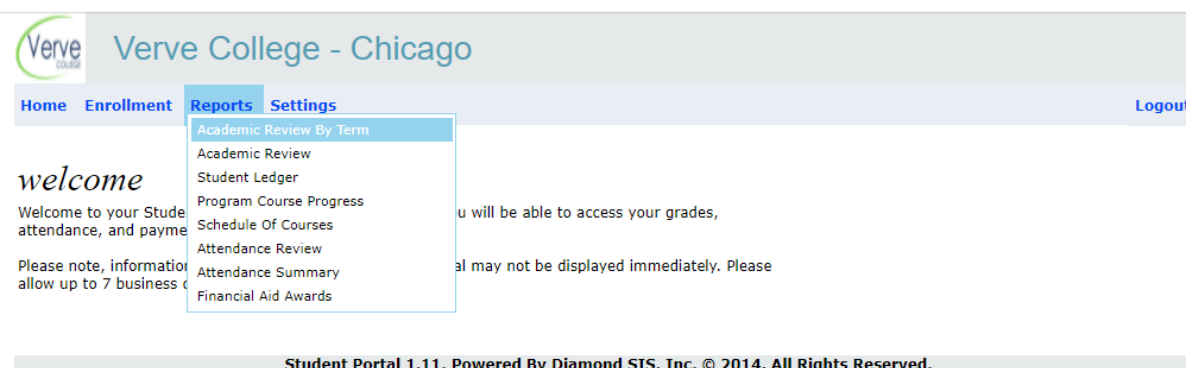 Verve
COLLEGE
Verve College - Chicago
Home Enrollment Reports Settings Logout
Academic Review By Term
Academic Review
Student Ledger
Program Course Progress
Schedule Of Courses
Attendance Review
Attendance Summary
Financial Aid Awards
welcome
Welcome to your Stude u will be able to access your grades,
attendance, and payme
Please note, informatio al may not be displayed immediately. Please
allow up to 7 business
Student Portal 1.11. Powered By Diamond SIS, Inc. © 2014. All Rights Reserved.